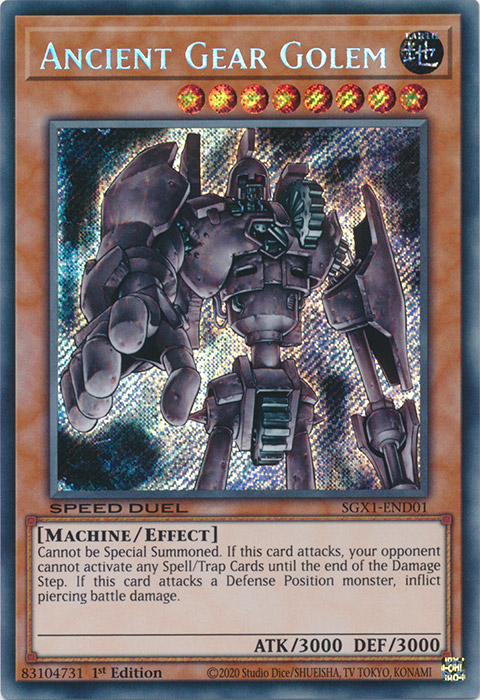 ANCIENT GEAR GOLEM
EARTH
地
SPEED DUEL
SGX1-END01
[MACHINE/EFFECT]
Cannot be Special Summoned. If this card attacks, your opponent
cannot activate any Spell/Trap Cards until the end of the Damage
Step. If this card attacks a Defense Position monster, inflict
piercing battle damage.
ATK/3000 DEF/3000
83104731 1st Edition ©2020 Studio Dice/SHUEISHA, TV TOKYO, KONAMI